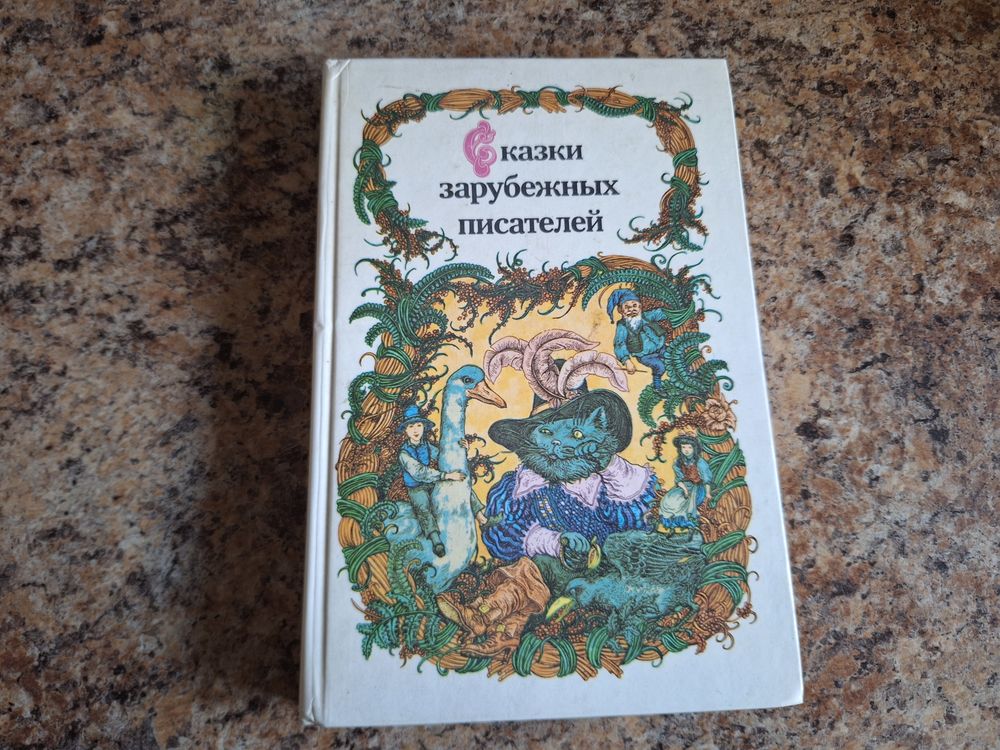 Сказки
зарубежных
писателей